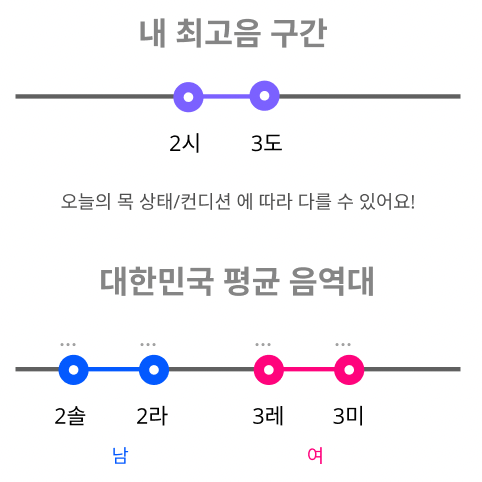 내 최고음 구간
2시 3도
오늘의 목 상태/컨디션 에 따라 다를 수 있어요!
대한민국 평균 음역대
... ... ... ...
2솔 2라 3레 3미
남 여